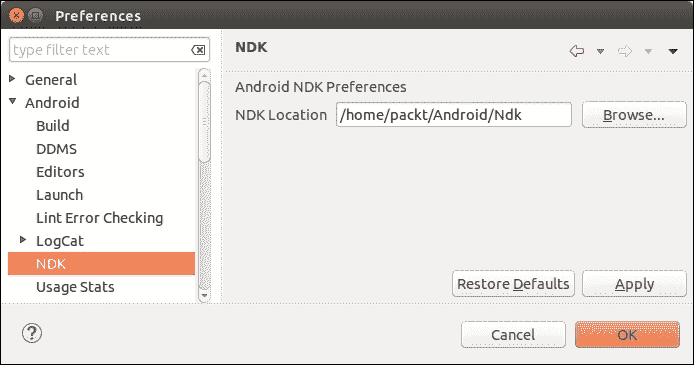 Preferences
type filter text
General
Android
Build
DDMS
Editors
Launch
Lint Error Checking
LogCat
NDK
Usage Stats
NDK
Android NDK Preferences
NDK Location /home/packt/Android/Ndk Browse...
Restore Defaults Apply
Cancel OK